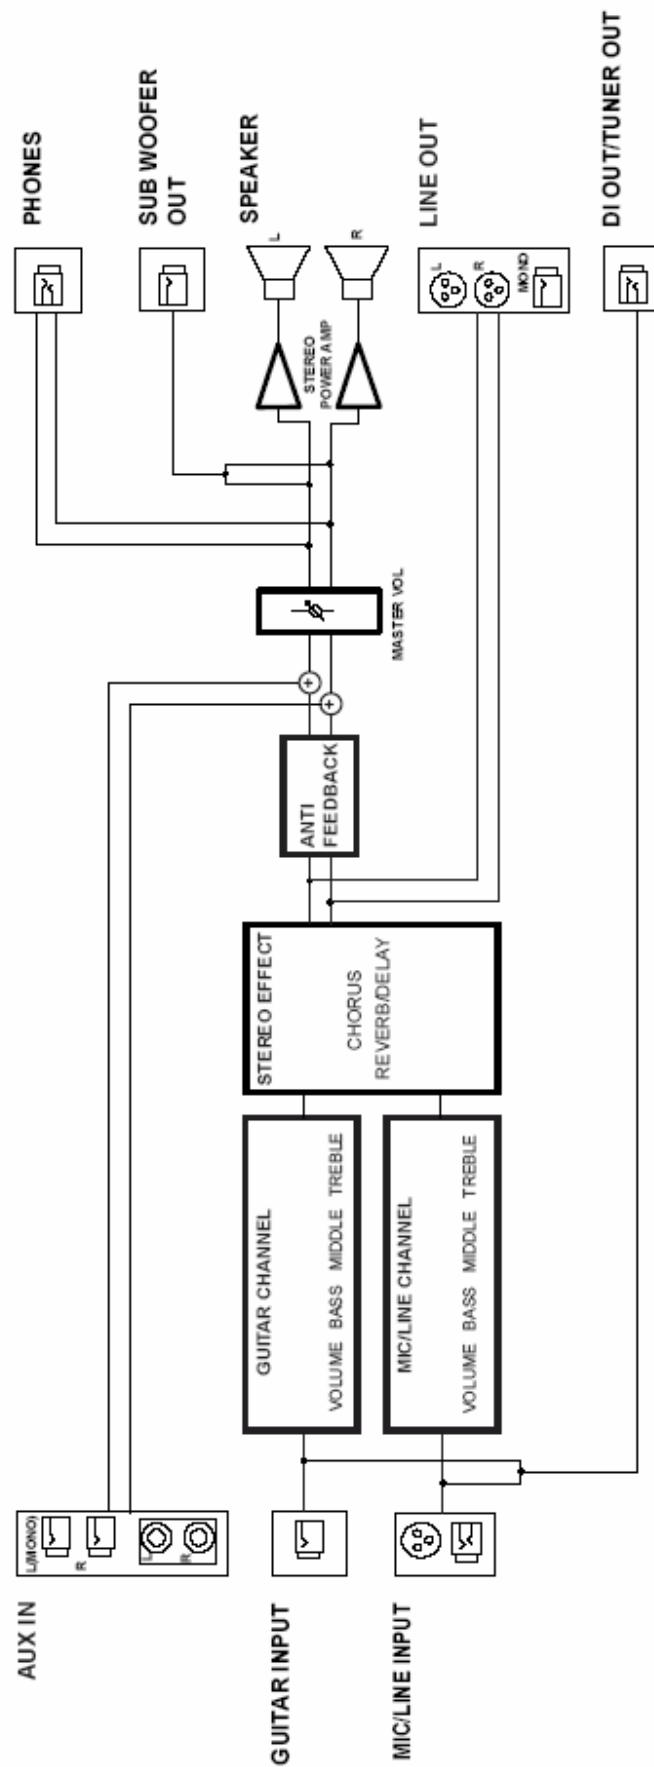 AUX IN
L(MONO)
R
L
R
GUITAR INPUT
MIC/LINE INPUT
GUITAR CHANNEL
VOLUME BASS MIDDLE TREBLE
MIC/LINE CHANNEL
VOLUME BASS MIDDLE TREBLE
STEREO EFFECT
CHORUS
REVERB/DELAY
ANTI
FEEDBACK
MASTER VOL
STEREO
POWER AMP
PHONES
SUB WOOFER
OUT
SPEAKER
L
R
LINE OUT
L
R
MONO
DI OUT/TUNER OUT